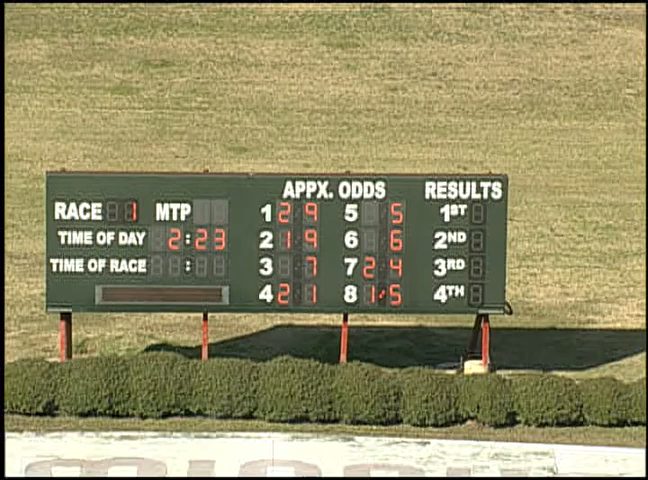 APPX. ODDS RESULTS
RACE 1 MTP 1 29 5 5 1ST
TIME OF DAY 2:23 2 19 6 6 2ND
TIME OF RACE : 3 7 7 24 3RD
4 21 8 1-5 4TH